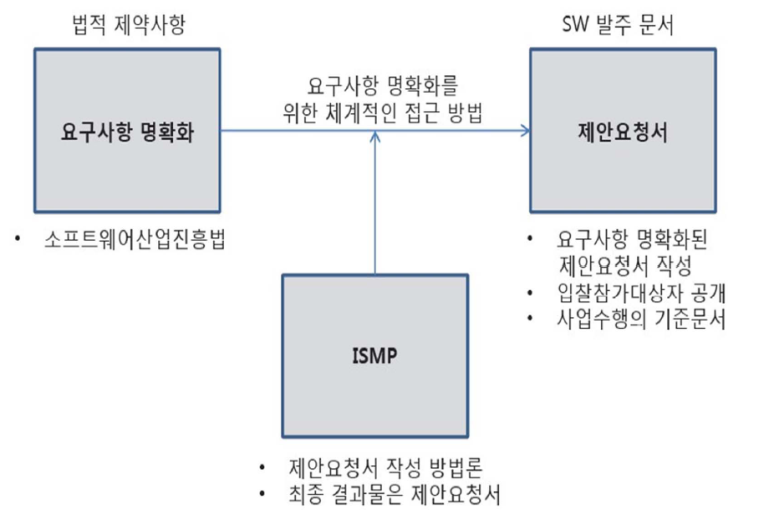 법적 제약사항
SW 발주 문서
요구사항 명확화
요구사항 명확화를
위한 체계적인 접근 방법
제안요청서
• 소프트웨어산업진흥법
• 요구사항 명확화된
제안요청서 작성
• 입찰참가대상자 공개
• 사업수행의 기준문서
ISMP
• 제안요청서 작성 방법론
• 최종 결과물은 제안요청서